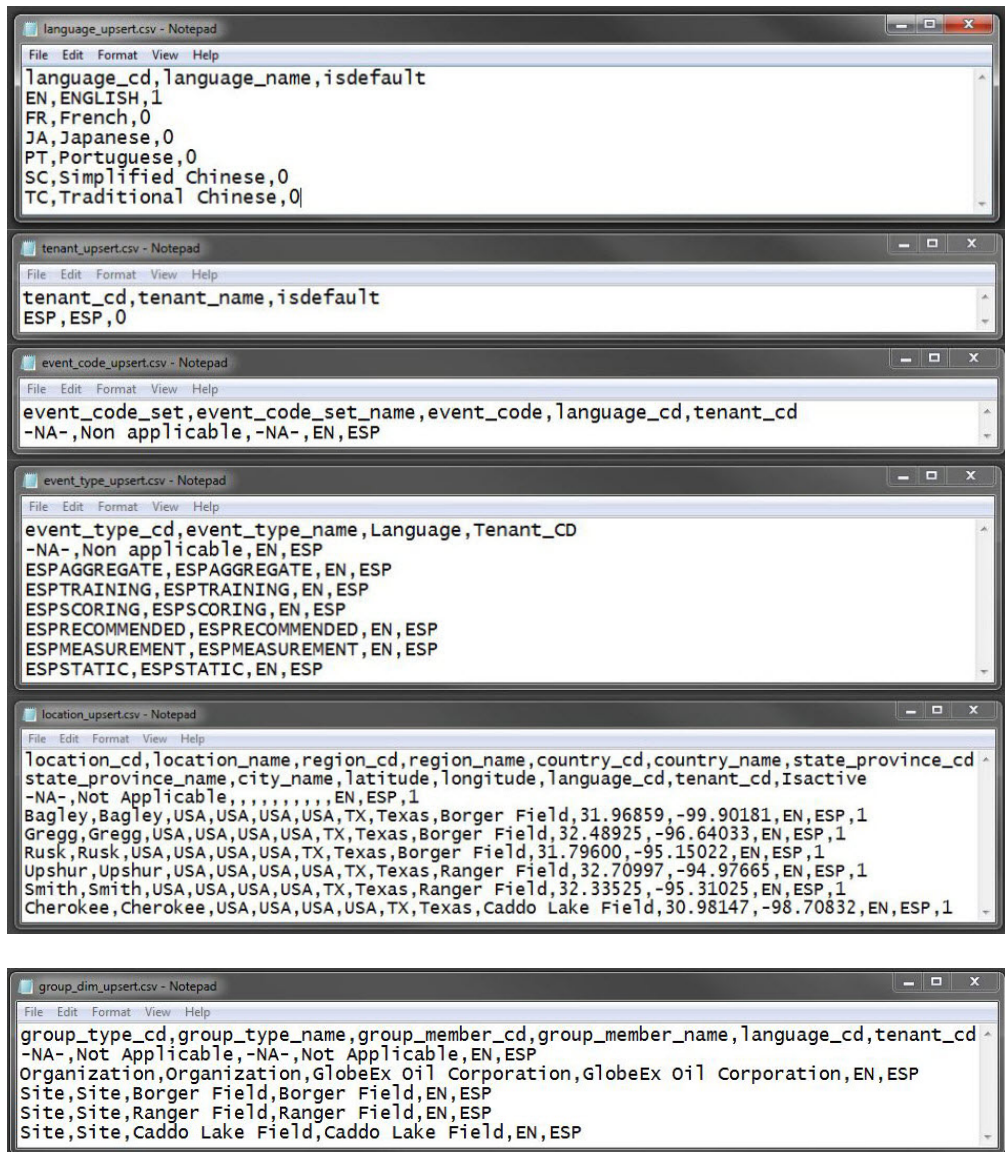 language_upsert.csv - Notepad
File Edit Format View Help
language_cd,language_name,isdefault
EN,ENGLISH,1
FR,French,0
JA,Japanese,0
PT,Portuguese,0
SC,Simplified Chinese,0
TC,Traditional Chinese,0
tenant_upsert.csv - Notepad
File Edit Format View Help
tenant_cd,tenant_name,isdefault
ESP,ESP,0
event_code_upsert.csv - Notepad
File Edit Format View Help
event_code_set,event_code_set_name,event_code,language_cd,tenant_cd
-NA-,Non applicable,-NA-,EN,ESP
event_type_upsert.csv - Notepad
File Edit Format View Help
event_type_cd,event_type_name,Language,Tenant_CD
-NA-,Non applicable,EN,ESP
ESPAGGREGATE,ESPAGGREGATE,EN,ESP
ESPTRAINING,ESPTRAINING,EN,ESP
ESPSCORING,ESPSCORING,EN,ESP
ESPRECOMMENDED,ESPRECOMMENDED,EN,ESP
ESPMEASUREMENT,ESPMEASUREMENT,EN,ESP
ESPSTATIC,ESPSTATIC,EN,ESP
location_upsert.csv - Notepad
File Edit Format View Help
location_cd,location_name,region_cd,region_name,country_cd,country_name,state_province_cd
state_province_name,city_name,latitude,longitude,language_cd,tenant_cd,Isactive
-NA-,Not Applicable,,,,,,,,,,EN,ESP,1
Bagley,Bagley,USA,USA,USA,USA,TX,Texas,Borger Field,31.96859,-99.90181,EN,ESP,1
Gregg,Gregg,USA,USA,USA,USA,TX,Texas,Borger Field,32.48925,-96.64033,EN,ESP,1
Rusk,Rusk,USA,USA,USA,USA,TX,Texas,Borger Field,31.79600,-95.15022,EN,ESP,1
Upshur,Upshur,USA,USA,USA,USA,TX,Texas,Ranger Field,32.70997,-94.97665,EN,ESP,1
Smith,Smith,USA,USA,USA,USA,TX,Texas,Ranger Field,32.33525,-95.31025,EN,ESP,1
Cherokee,Cherokee,USA,USA,USA,USA,TX,Texas,Caddo Lake Field,30.98147,-98.70832,EN,ESP,1
group_dim_upsert.csv - Notepad
File Edit Format View Help
group_type_cd,group_type_name,group_member_cd,group_member_name,language_cd,tenant_cd
-NA-,Not Applicable,-NA-,Not Applicable,EN,ESP
Organization,Organization,GlobeEx Oil Corporation,GlobeEx Oil Corporation,EN,ESP
Site,Site,Borger Field,Borger Field,EN,ESP
Site,Site,Ranger Field,Ranger Field,EN,ESP
Site,Site,Caddo Lake Field,Caddo Lake Field,EN,ESP